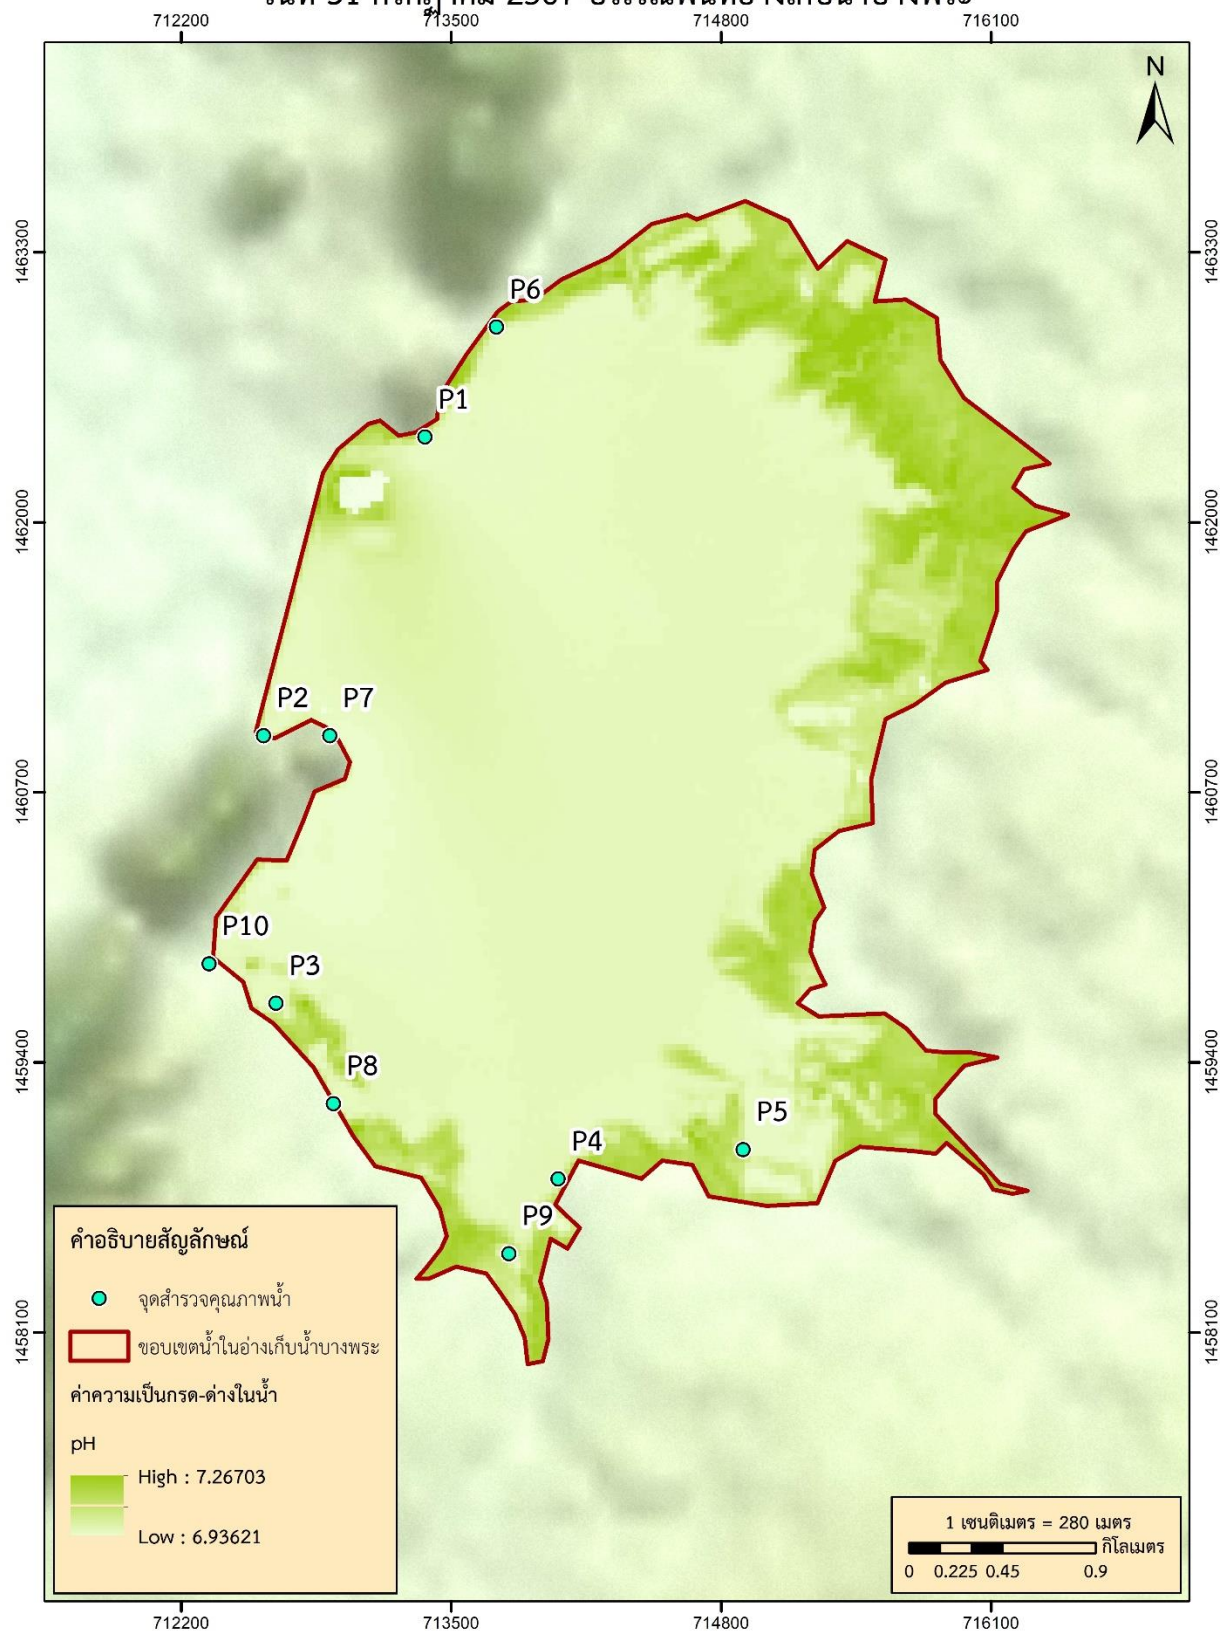 712200 713500 714800 716100
N
1463300 1463300
P6
P1
1462000 1462000
P2 P7
1460700 1460700
P10
P3
1459400 1459400
P8
P5
P4
P9
1458100 1458100
คำอธิบายสัญลักษณ์
จุดสำรวจคุณภาพน้ำ
ขอบเขตน้ำในอ่างเก็บน้ำบางพระ
ค่าความเป็นกรด-ด่างในน้ำ
pH
High : 7.26703
Low : 6.93621
1 เซนติเมตร = 280 เมตร
กิโลเมตร
0 0.225 0.45 0.9
712200 713500 714800 716100